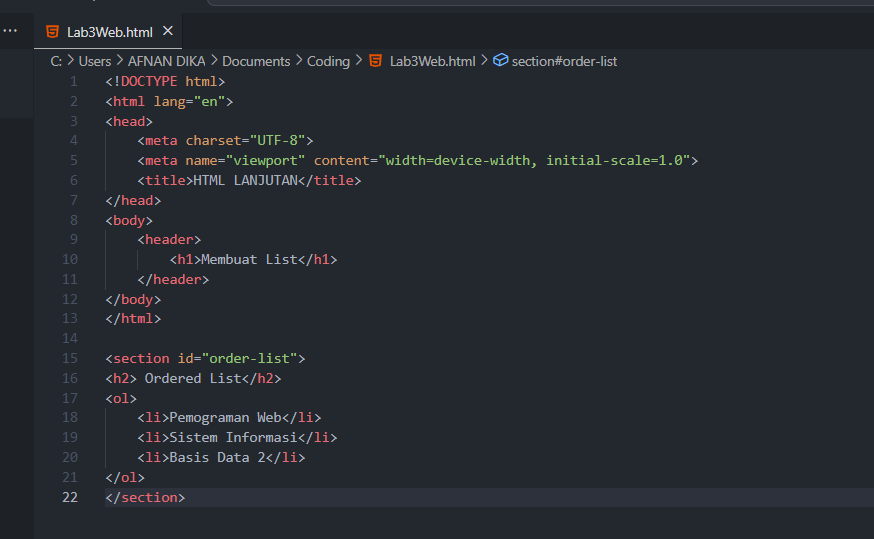 Lab3Web.html
C: > Users > AFNAN DIKA > Documents > Coding > Lab3Web.html > section#order-list
1 <!DOCTYPE html>
2 <html lang="en">
3 <head>
4     <meta charset="UTF-8">
5     <meta name="viewport" content="width=device-width, initial-scale=1.0">
6     <title>HTML LANJUTAN</title>
7 </head>
8 <body>
9     <header>
10         <h1>Membuat List</h1>
11     </header>
12 </body>
13 </html>
14
15 <section id="order-list">
16 <h2> Ordered List</h2>
17 <ol>
18     <li>Pemograman Web</li>
19     <li>Sistem Informasi</li>
20     <li>Basis Data 2</li>
21 </ol>
22 </section>